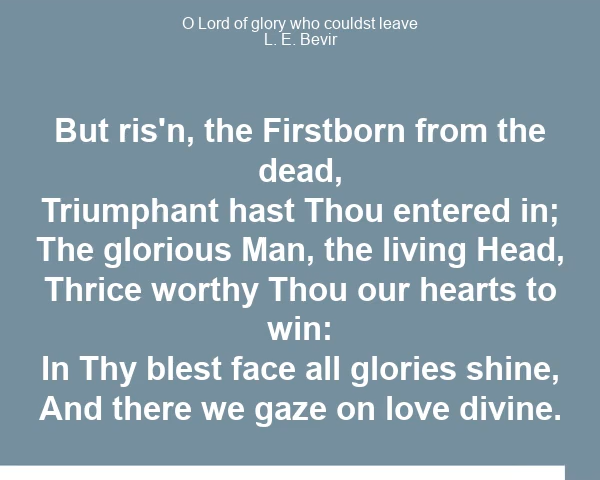 O Lord of glory who couldst leave
L. E. Bevir
But ris'n, the Firstborn from the
dead,
Triumphant hast Thou entered in;
The glorious Man, the living Head,
Thrice worthy Thou our hearts to
win:
In Thy blest face all glories shine,
And there we gaze on love divine.